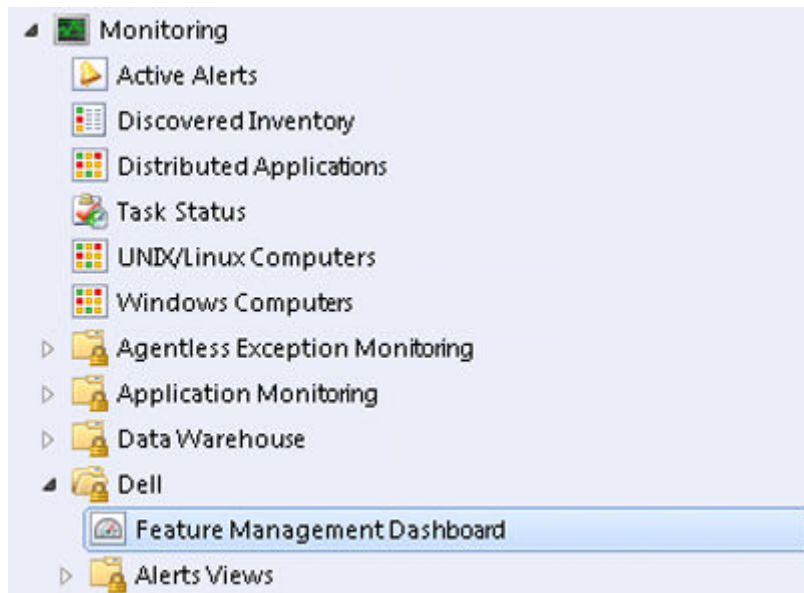 Monitoring
Active Alerts
Discovered Inventory
Distributed Applications
Task Status
UNIX/Linux Computers
Windows Computers
Agentless Exception Monitoring
Application Monitoring
Data Warehouse
Dell
Feature Management Dashboard
Alerts Views